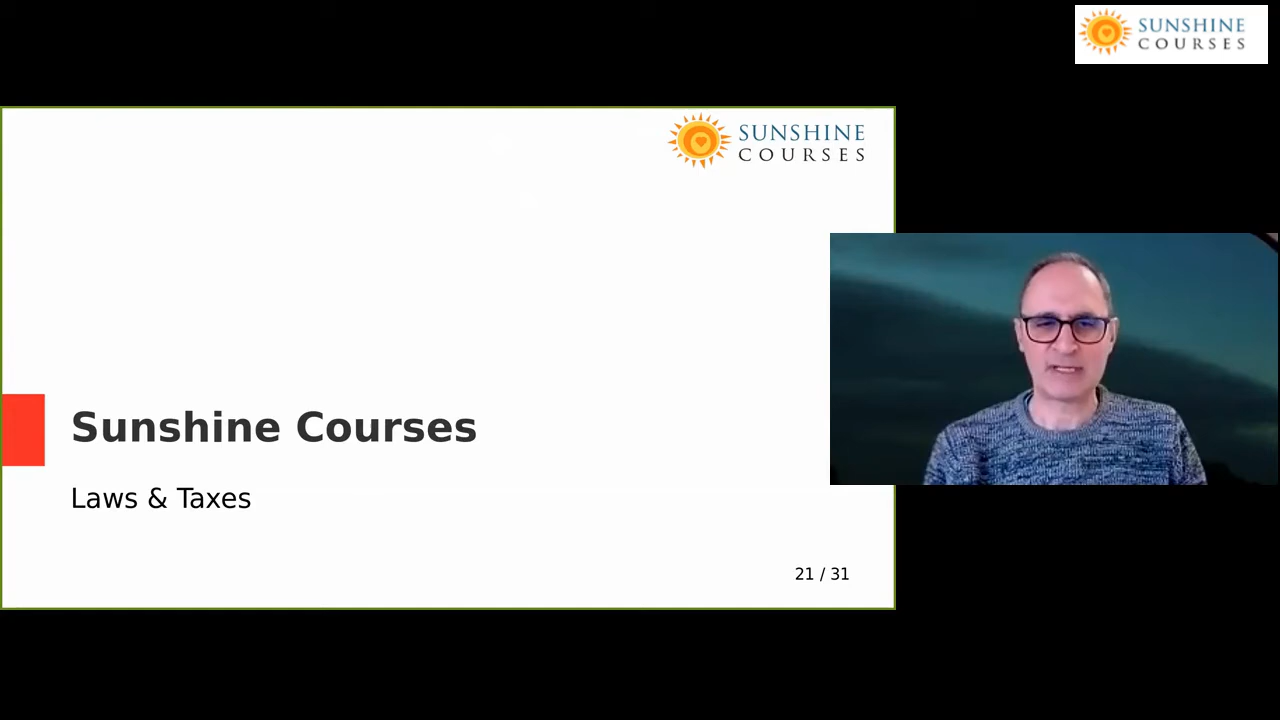 SUNSHINE
COURSES
SUNSHINE
COURSES
Sunshine Courses
Laws & Taxes
21 / 31